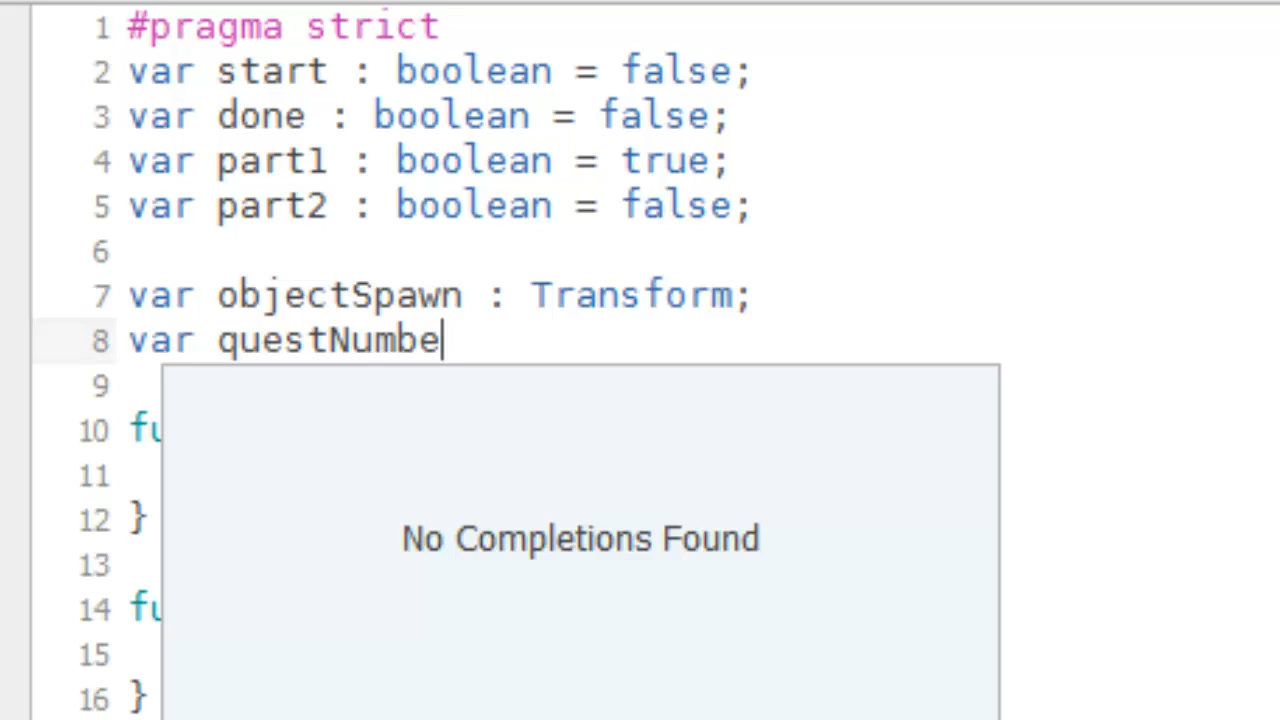 1 #pragma strict
2 var start : boolean = false;
3 var done : boolean = false;
4 var part1 : boolean = true;
5 var part2 : boolean = false;
6
7 var objectSpawn : Transform;
8 var questNumbe
9
10 fu
11
12 }
13
14 fu
15
16 }
No Completions Found